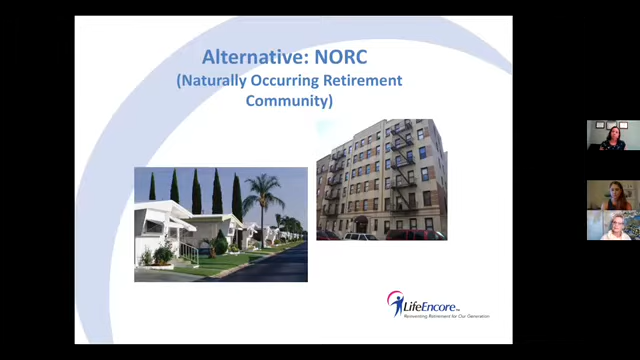 Alternative: NORC
(Naturally Occurring Retirement
Community)
LifeEncore
Reinventing Retirement for Our Generation